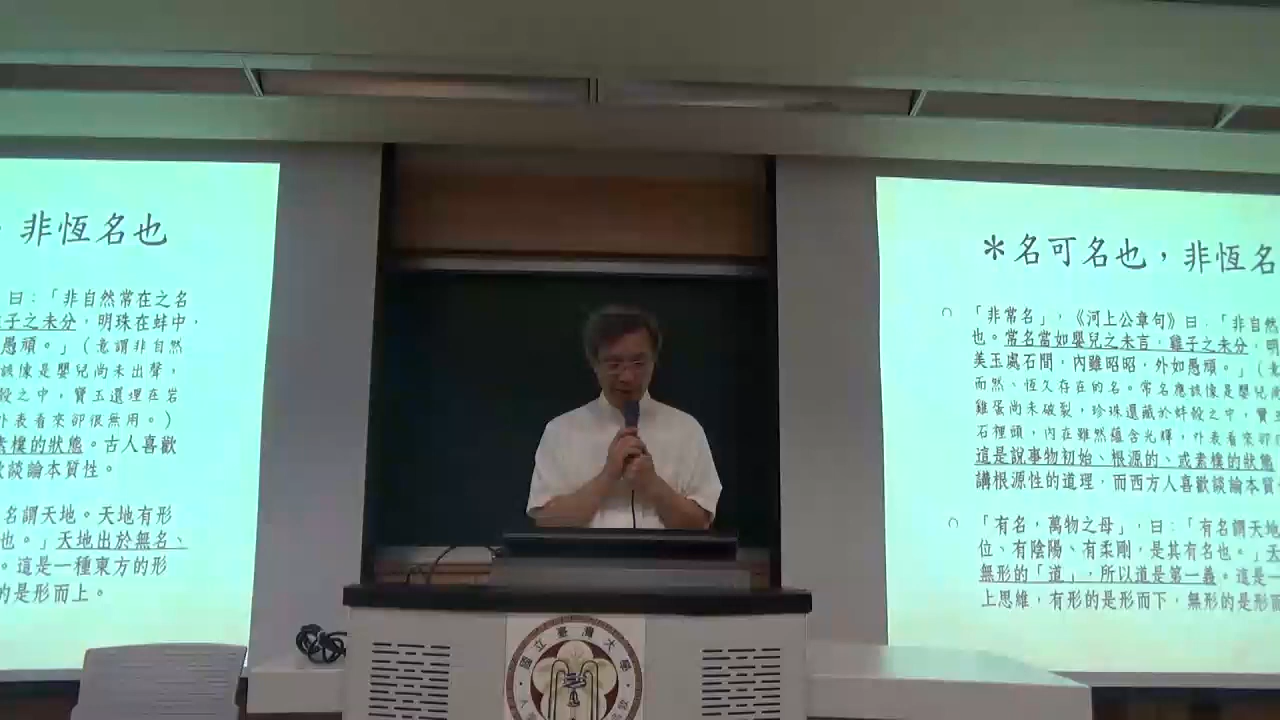 ,非恆名也
曰:「非自然常在之名
子之未分,明珠在蚌中,
愚頑。」(意謂非自然
該像是嬰兒尚未出聲,
殼之中,寶玉還埋在岩
外表看來卻很無用。)
素樸的狀態。古人喜歡
歡談論本質性。
名謂天地。天地有形
也。」天地出於無名、
。這是一種東方的形
的是形而上。
國立臺灣大學
*名可名也,非恆名
「非常名」,《河上公章句》曰:「非自然
也。常名當如嬰兒之未言,雞子之未分,明
美玉處石間,內雖昭昭,外如愚頑。」(意
而然、恆久存在的名。常名應該像是嬰兒尚
雞蛋尚未破裂,珍珠還藏於蚌殼之中,寶玉
石裡頭,內在雖然蘊含光暉,外表看來卻很
這是說事物初始、根源的、或素樸的狀態
講根源性的道理,而西方人喜歡談論本質性
「有名,萬物之母」,曰:「有名謂天地
位、有陰陽、有柔剛,是其有名也。」天
無形的「道」,所以道是第一義。這是一
上思維,有形的是形而下,無形的是形而